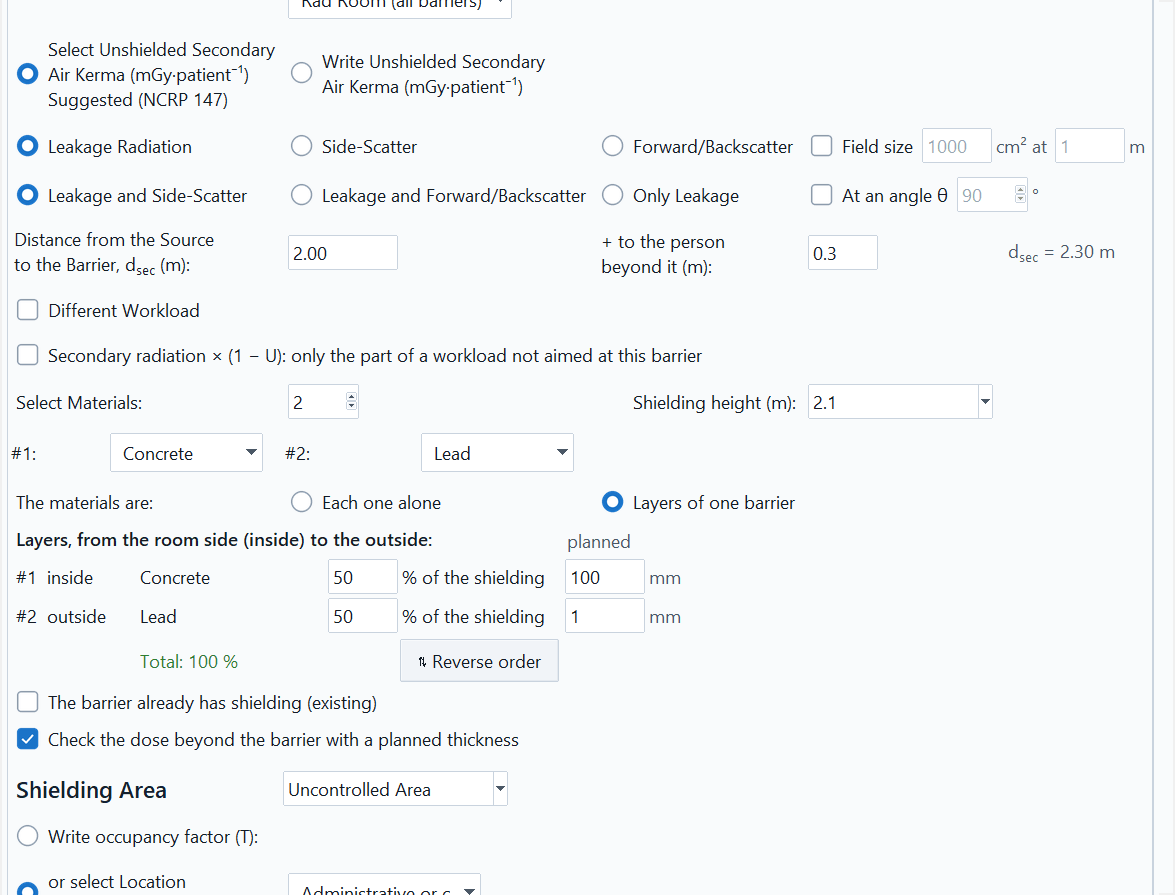 Rad Room (all barriers)
Select Unshielded Secondary
Air Kerma (mGy·patient⁻¹)
Suggested (NCRP 147)
Write Unshielded Secondary
Air Kerma (mGy·patient⁻¹)
Leakage Radiation Side-Scatter Forward/Backscatter Field size 1000 cm² at 1 m
Leakage and Side-Scatter Leakage and Forward/Backscatter Only Leakage At an angle θ 90 °
Distance from the Source
to the Barrier, dsec (m): 2.00
+ to the person
beyond it (m): 0.3
dsec = 2.30 m
Different Workload
Secondary radiation × (1 − U): only the part of a workload not aimed at this barrier
Select Materials: 2 Shielding height (m): 2.1
#1: Concrete #2: Lead
The materials are: Each one alone Layers of one barrier
Layers, from the room side (inside) to the outside: planned
#1 inside Concrete 50 % of the shielding 100 mm
#2 outside Lead 50 % of the shielding 1 mm
Total: 100 % ⇅ Reverse order
The barrier already has shielding (existing)
Check the dose beyond the barrier with a planned thickness
Shielding Area Uncontrolled Area
Write occupancy factor (T):
or select Location Administrative or c